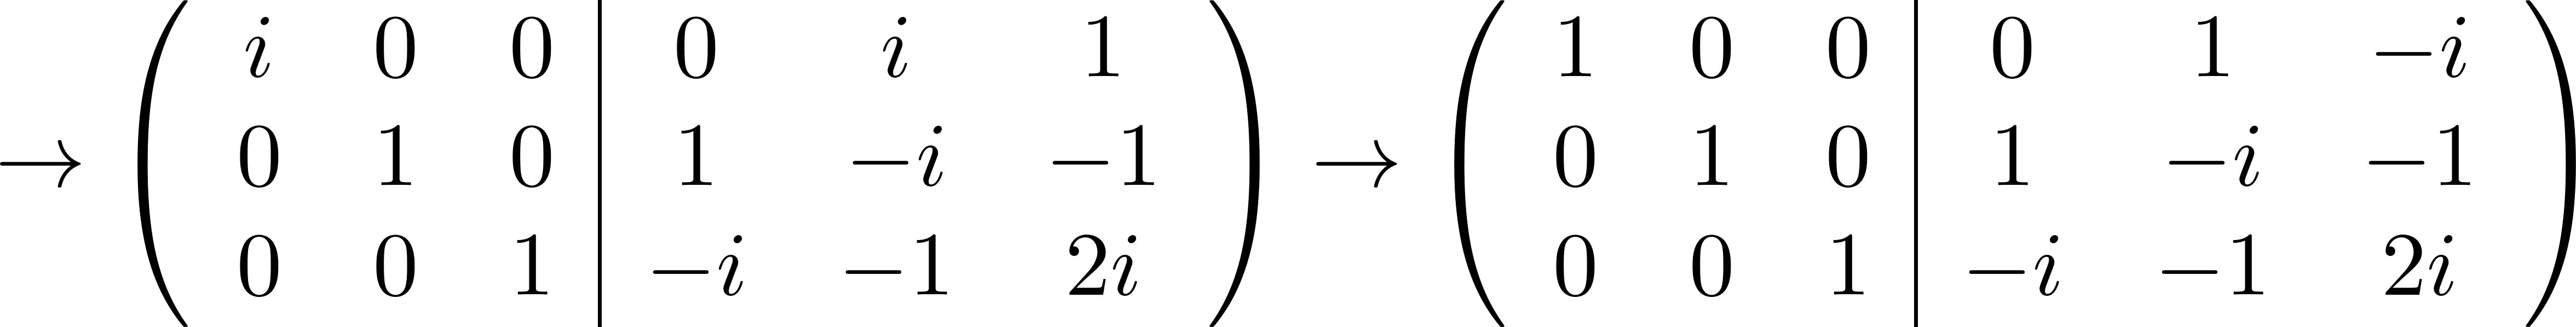 → ( i 0 0 | 0 i 1 ) → ( 1 0 0 | 0 1 −i )
( 0 1 0 | 1 −i −1 ) ( 0 1 0 | 1 −i −1 )
( 0 0 1 | −i −1 2i ) ( 0 0 1 | −i −1 2i )